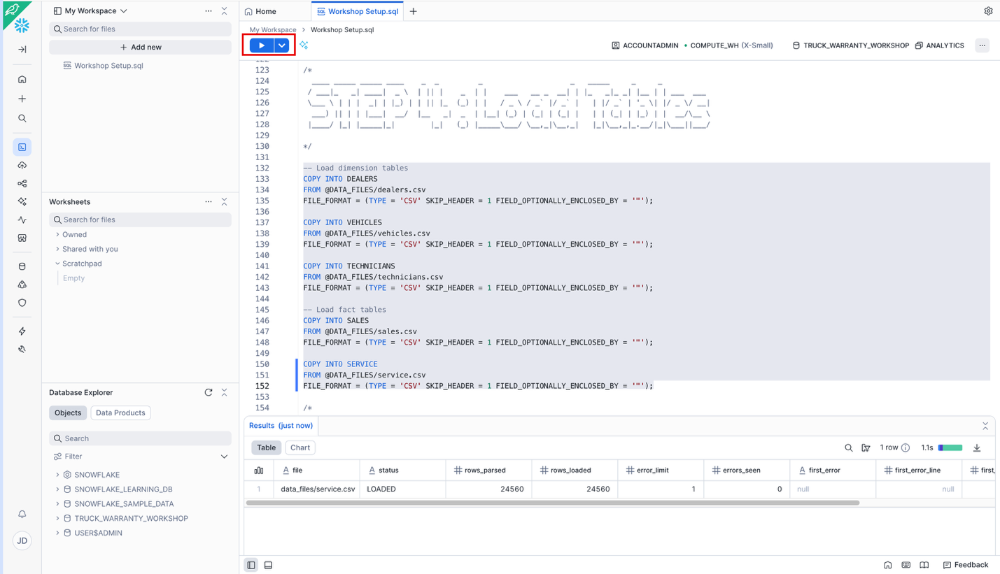 My Workspace
Search for files
Add new
Workshop Setup.sql
Worksheets
Search for files
Owned
Shared with you
Scratchpad
Empty
Database Explorer
Objects
Data Products
Search
Filter
SNOWFLAKE
SNOWFLAKE_LEARNING_DB
SNOWFLAKE_SAMPLE_DATA
TRUCK_WARRANTY_WORKSHOP
USER$ADMIN
JD
Home
Workshop Setup.sql
My Workspace > Workshop Setup.sql
ACCOUNTADMIN • COMPUTE_WH (X-Small) TRUCK_WARRANTY_WORKSHOP ANALYTICS
122
123 /*
124
125
126 STEP 4: Load Tables
127
128
129
130 */
131
132 -- Load dimension tables
133 COPY INTO DEALERS
134 FROM @DATA_FILES/dealers.csv
135 FILE_FORMAT = (TYPE = 'CSV' SKIP_HEADER = 1 FIELD_OPTIONALLY_ENCLOSED_BY = '"');
136
137 COPY INTO VEHICLES
138 FROM @DATA_FILES/vehicles.csv
139 FILE_FORMAT = (TYPE = 'CSV' SKIP_HEADER = 1 FIELD_OPTIONALLY_ENCLOSED_BY = '"');
140
141 COPY INTO TECHNICIANS
142 FROM @DATA_FILES/technicians.csv
143 FILE_FORMAT = (TYPE = 'CSV' SKIP_HEADER = 1 FIELD_OPTIONALLY_ENCLOSED_BY = '"');
144
145 -- Load fact tables
146 COPY INTO SALES
147 FROM @DATA_FILES/sales.csv
148 FILE_FORMAT = (TYPE = 'CSV' SKIP_HEADER = 1 FIELD_OPTIONALLY_ENCLOSED_BY = '"');
149
150 COPY INTO SERVICE
151 FROM @DATA_FILES/service.csv
152 FILE_FORMAT = (TYPE = 'CSV' SKIP_HEADER = 1 FIELD_OPTIONALLY_ENCLOSED_BY = '"');
153
154 /*
Results (just now)
Table Chart 1 row 1.1s
file status rows_parsed rows_loaded error_limit errors_seen first_error first_error_line first_
1 data_files/service.csv LOADED 24560 24560 1 0 null null
Feedback